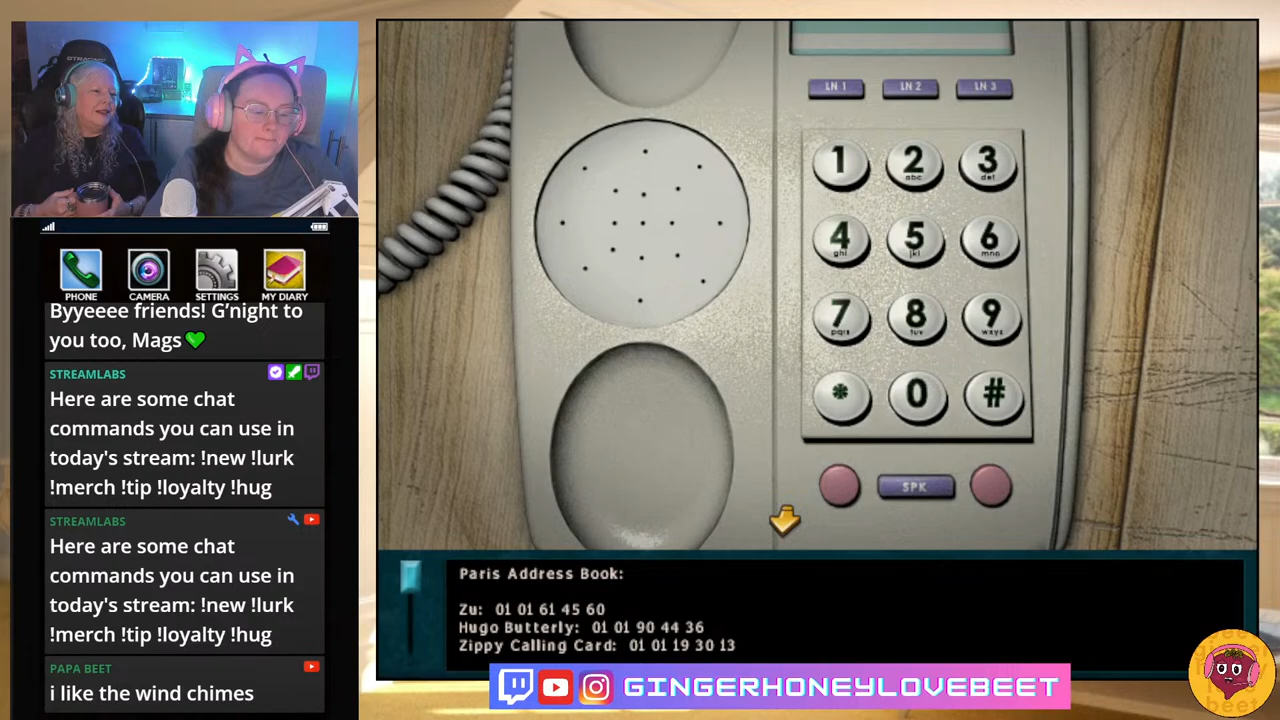 PHONE CAMERA SETTINGS MY DIARY
Byyeeee friends! G'night to
you too, Mags💚
STREAMLABS
Here are some chat
commands you can use in
today's stream: !new !lurk
!merch !tip !loyalty !hug
STREAMLABS
Here are some chat
commands you can use in
today's stream: !new !lurk
!merch !tip !loyalty !hug
PAPA BEET
i like the wind chimes
LN 1 LN 2 LN 3
1 2 3
abc def
4 5 6
ghi jkl mno
7 8 9
pqrs tuv wxyz
* 0 #
SPK
Paris Address Book:
Zu: 01 01 61 45 60
Hugo Butterly: 01 01 90 44 36
Zippy Calling Card: 01 01 19 30 13
GINGERHONEYLOVEBEET